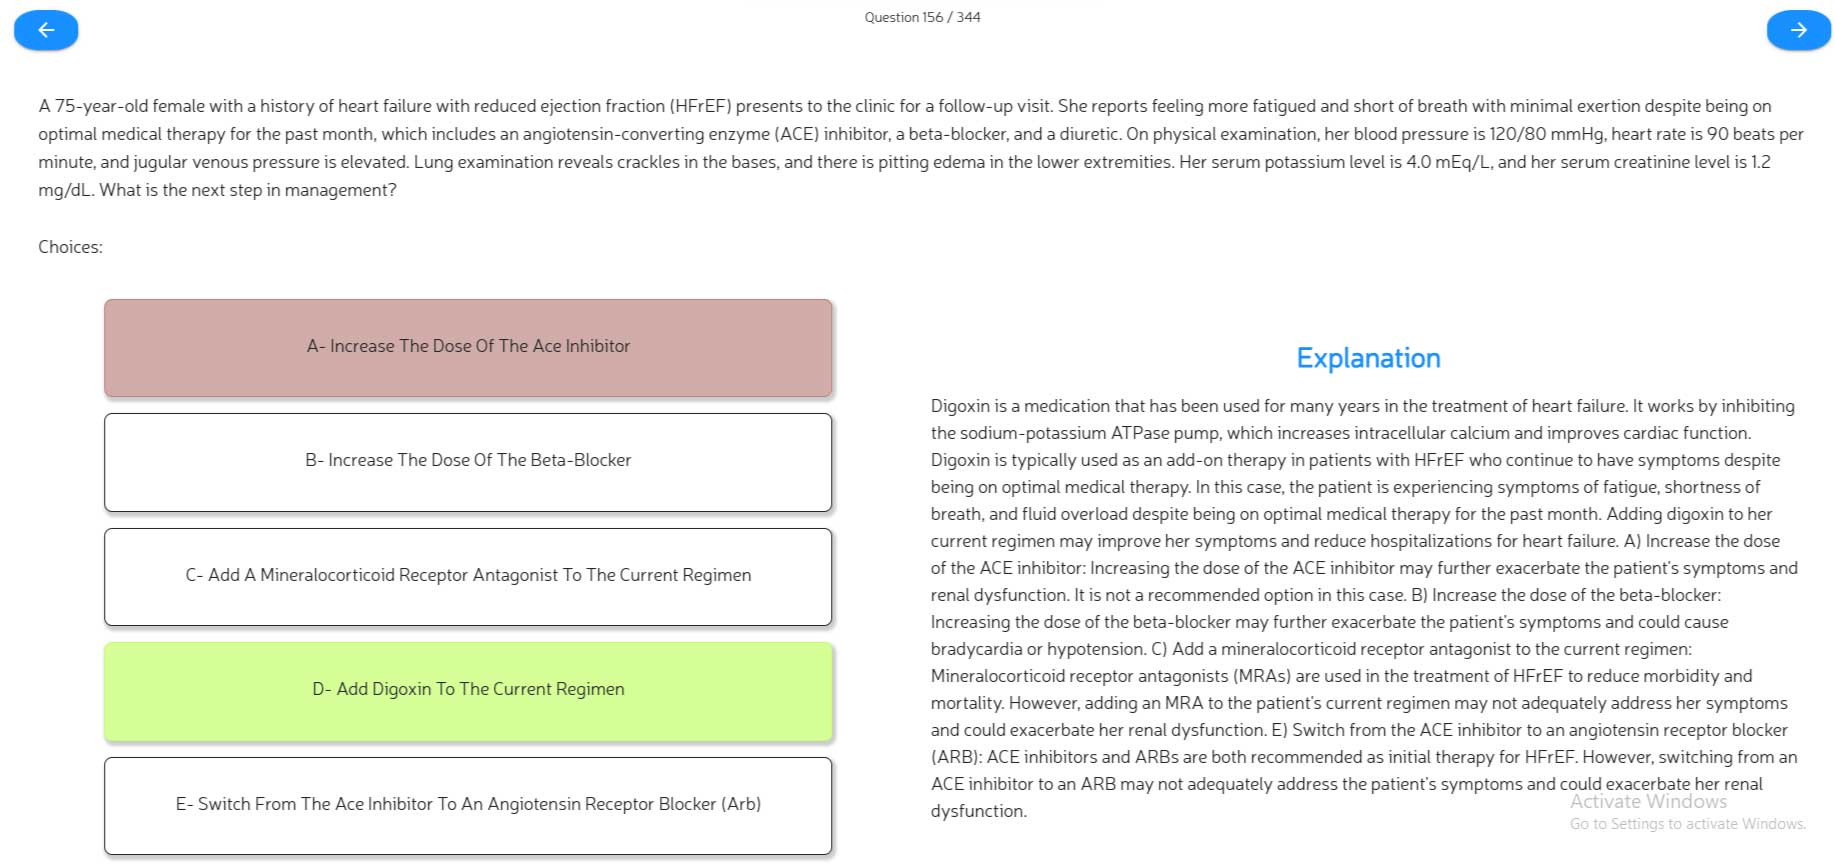 Question 156 / 344
A 75-year-old female with a history of heart failure with reduced ejection fraction (HFrEF) presents to the clinic for a follow-up visit. She reports feeling more fatigued and short of breath with minimal exertion despite being on
optimal medical therapy for the past month, which includes an angiotensin-converting enzyme (ACE) inhibitor, a beta-blocker, and a diuretic. On physical examination, her blood pressure is 120/80 mmHg, heart rate is 90 beats per
minute, and jugular venous pressure is elevated. Lung examination reveals crackles in the bases, and there is pitting edema in the lower extremities. Her serum potassium level is 4.0 mEq/L, and her serum creatinine level is 1.2
mg/dL. What is the next step in management?
Choices:
A- Increase The Dose Of The Ace Inhibitor
B- Increase The Dose Of The Beta-Blocker
C- Add A Mineralocorticoid Receptor Antagonist To The Current Regimen
D- Add Digoxin To The Current Regimen
E- Switch From The Ace Inhibitor To An Angiotensin Receptor Blocker (Arb)
Explanation
Digoxin is a medication that has been used for many years in the treatment of heart failure. It works by inhibiting
the sodium-potassium ATPase pump, which increases intracellular calcium and improves cardiac function.
Digoxin is typically used as an add-on therapy in patients with HFrEF who continue to have symptoms despite
being on optimal medical therapy. In this case, the patient is experiencing symptoms of fatigue, shortness of
breath, and fluid overload despite being on optimal medical therapy for the past month. Adding digoxin to her
current regimen may improve her symptoms and reduce hospitalizations for heart failure. A) Increase the dose
of the ACE inhibitor: Increasing the dose of the ACE inhibitor may further exacerbate the patient's symptoms and
renal dysfunction. It is not a recommended option in this case. B) Increase the dose of the beta-blocker:
Increasing the dose of the beta-blocker may further exacerbate the patient's symptoms and could cause
bradycardia or hypotension. C) Add a mineralocorticoid receptor antagonist to the current regimen:
Mineralocorticoid receptor antagonists (MRAs) are used in the treatment of HFrEF to reduce morbidity and
mortality. However, adding an MRA to the patient's current regimen may not adequately address her symptoms
and could exacerbate her renal dysfunction. E) Switch from the ACE inhibitor to an angiotensin receptor blocker
(ARB): ACE inhibitors and ARBs are both recommended as initial therapy for HFrEF. However, switching from an
ACE inhibitor to an ARB may not adequately address the patient's symptoms and could exacerbate her renal
dysfunction.
Activate Windows
Go to Settings to activate Windows.